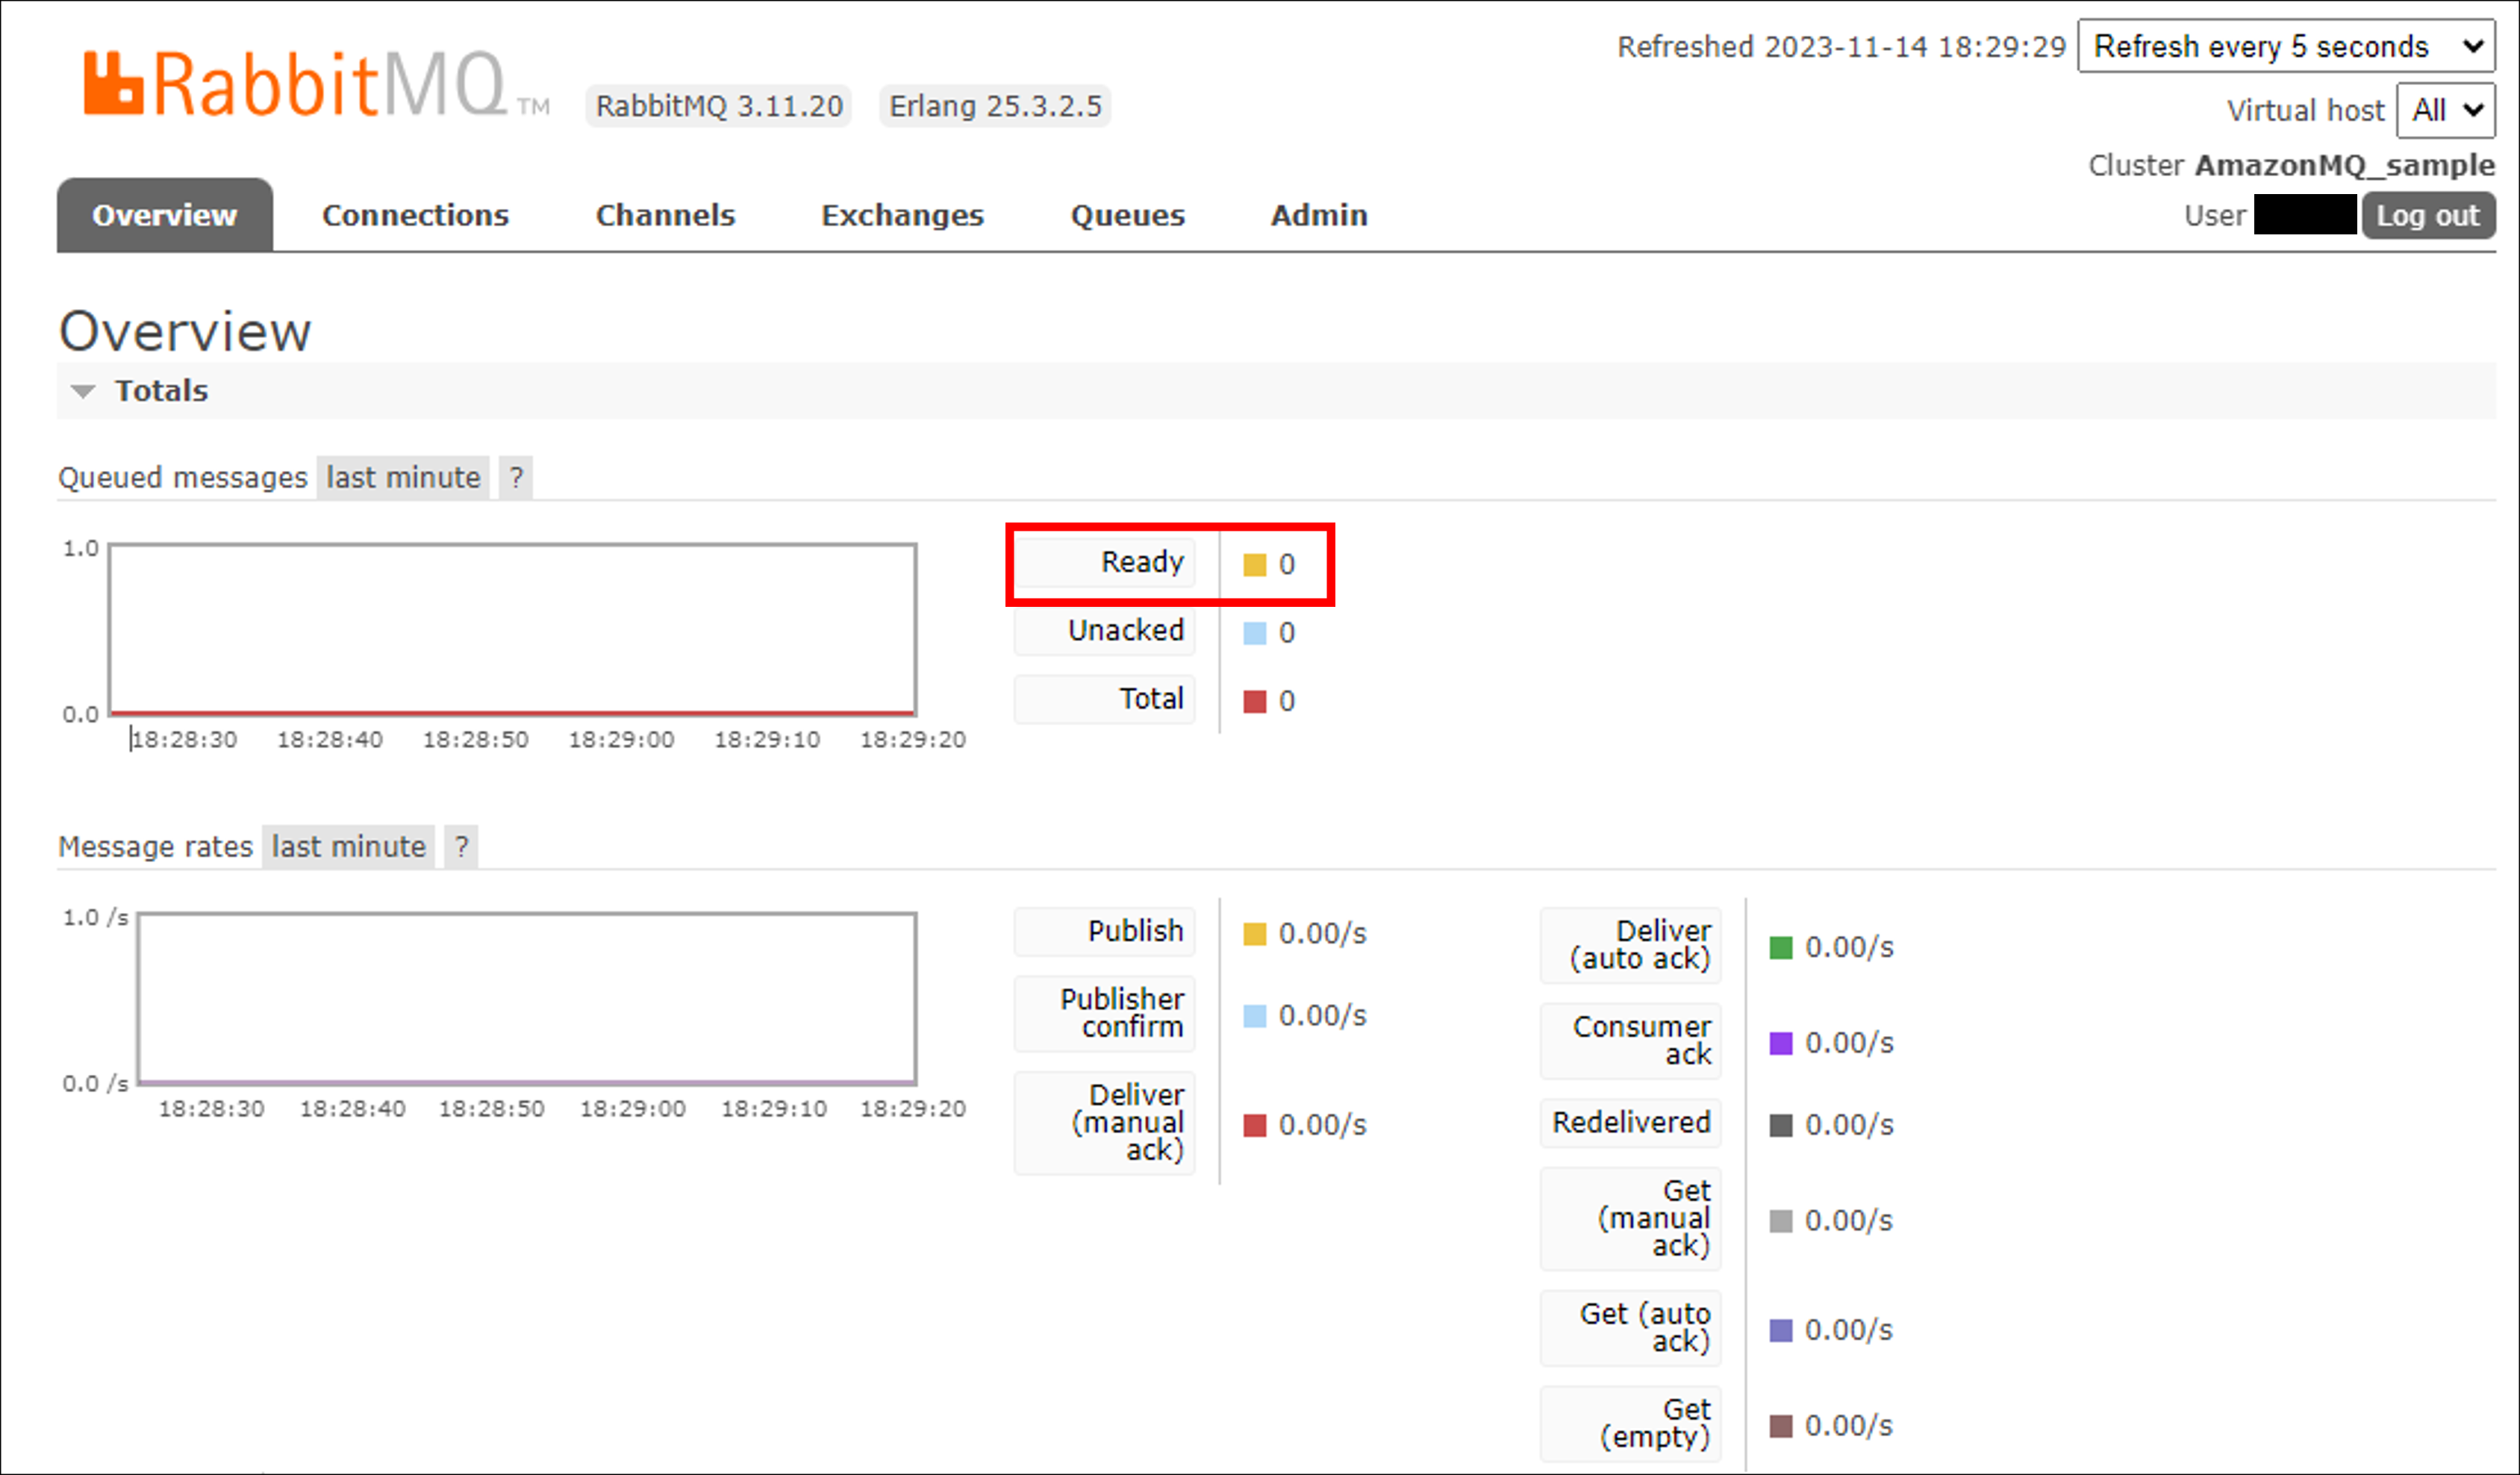 Refreshed 2023-11-14 18:29:29 Refresh every 5 seconds
RabbitMQ TM RabbitMQ 3.11.20 Erlang 25.3.2.5
Virtual host All
Cluster AmazonMQ_sample
Overview Connections Channels Exchanges Queues Admin
User Log out
Overview
Totals
Queued messages last minute ?
1.0
0.0
18:28:30 18:28:40 18:28:50 18:29:00 18:29:10 18:29:20
Ready 0
Unacked 0
Total 0
Message rates last minute ?
1.0 /s
0.0 /s
18:28:30 18:28:40 18:28:50 18:29:00 18:29:10 18:29:20
Publish 0.00/s
Publisher
confirm 0.00/s
Deliver
(manual
ack) 0.00/s
Deliver
(auto ack) 0.00/s
Consumer
ack 0.00/s
Redelivered 0.00/s
Get
(manual
ack) 0.00/s
Get (auto
ack) 0.00/s
Get
(empty) 0.00/s